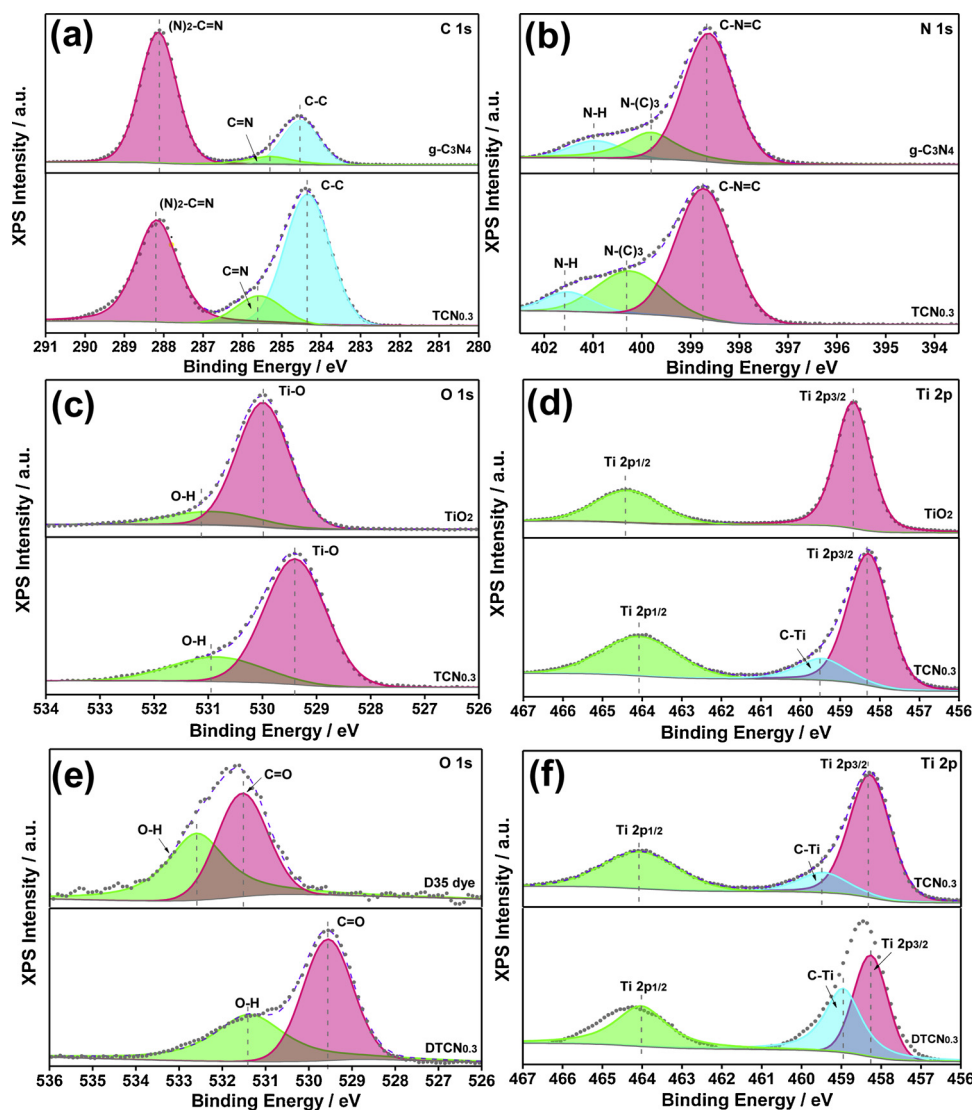 (a)
C 1s
(N)2-C=N
C=N
C-C
g-C3N4
(N)2-C=N
C=N
C-C
TCN0.3
XPS Intensity / a.u.
291 290 289 288 287 286 285 284 283 282 281 280
Binding Energy / eV
(b)
N 1s
C-N=C
N-H
N-(C)3
g-C3N4
C-N=C
N-H
N-(C)3
TCN0.3
XPS Intensity / a.u.
402 401 400 399 398 397 396 395 394
Binding Energy / eV
(c)
O 1s
Ti-O
O-H
TiO2
Ti-O
O-H
TCN0.3
XPS Intensity / a.u.
534 533 532 531 530 529 528 527 526
Binding Energy / eV
(d)
Ti 2p
Ti 2p3/2
Ti 2p1/2
TiO2
Ti 2p3/2
Ti 2p1/2
C-Ti
TCN0.3
XPS Intensity / a.u.
467 466 465 464 463 462 461 460 459 458 457 456
Binding Energy / eV
(e)
O 1s
C=O
O-H
D35 dye
C=O
O-H
DTCN0.3
XPS Intensity / a.u.
536 535 534 533 532 531 530 529 528 527 526
Binding Energy / eV
(f)
Ti 2p
Ti 2p3/2
Ti 2p1/2
C-Ti
TCN0.3
Ti 2p3/2
C-Ti
Ti 2p1/2
DTCN0.3
XPS Intensity / a.u.
467 466 465 464 463 462 461 460 459 458 457 456
Binding Energy / eV